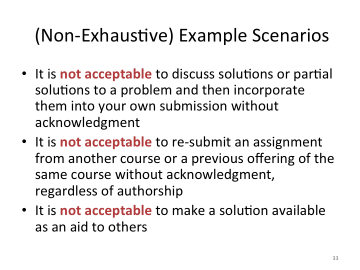 (Non-Exhaustive) Example Scenarios
• It is not acceptable to discuss solutions or partial
solutions to a problem and then incorporate
them into your own submission without
acknowledgment
• It is not acceptable to re-submit an assignment
from another course or a previous offering of the
same course without acknowledgment,
regardless of authorship
• It is not acceptable to make a solution available
as an aid to others
33